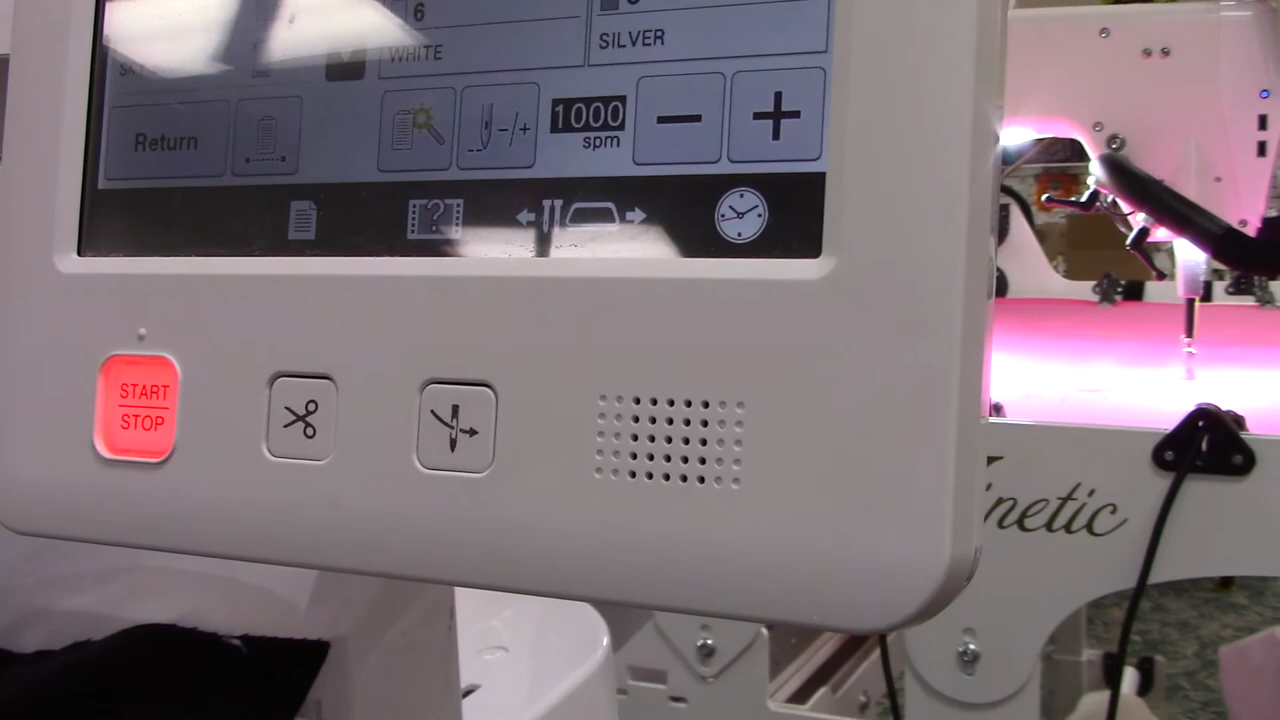 6
WHITE
SILVER
Return
-/+
1000
spm
- +
?
START
STOP
inetic